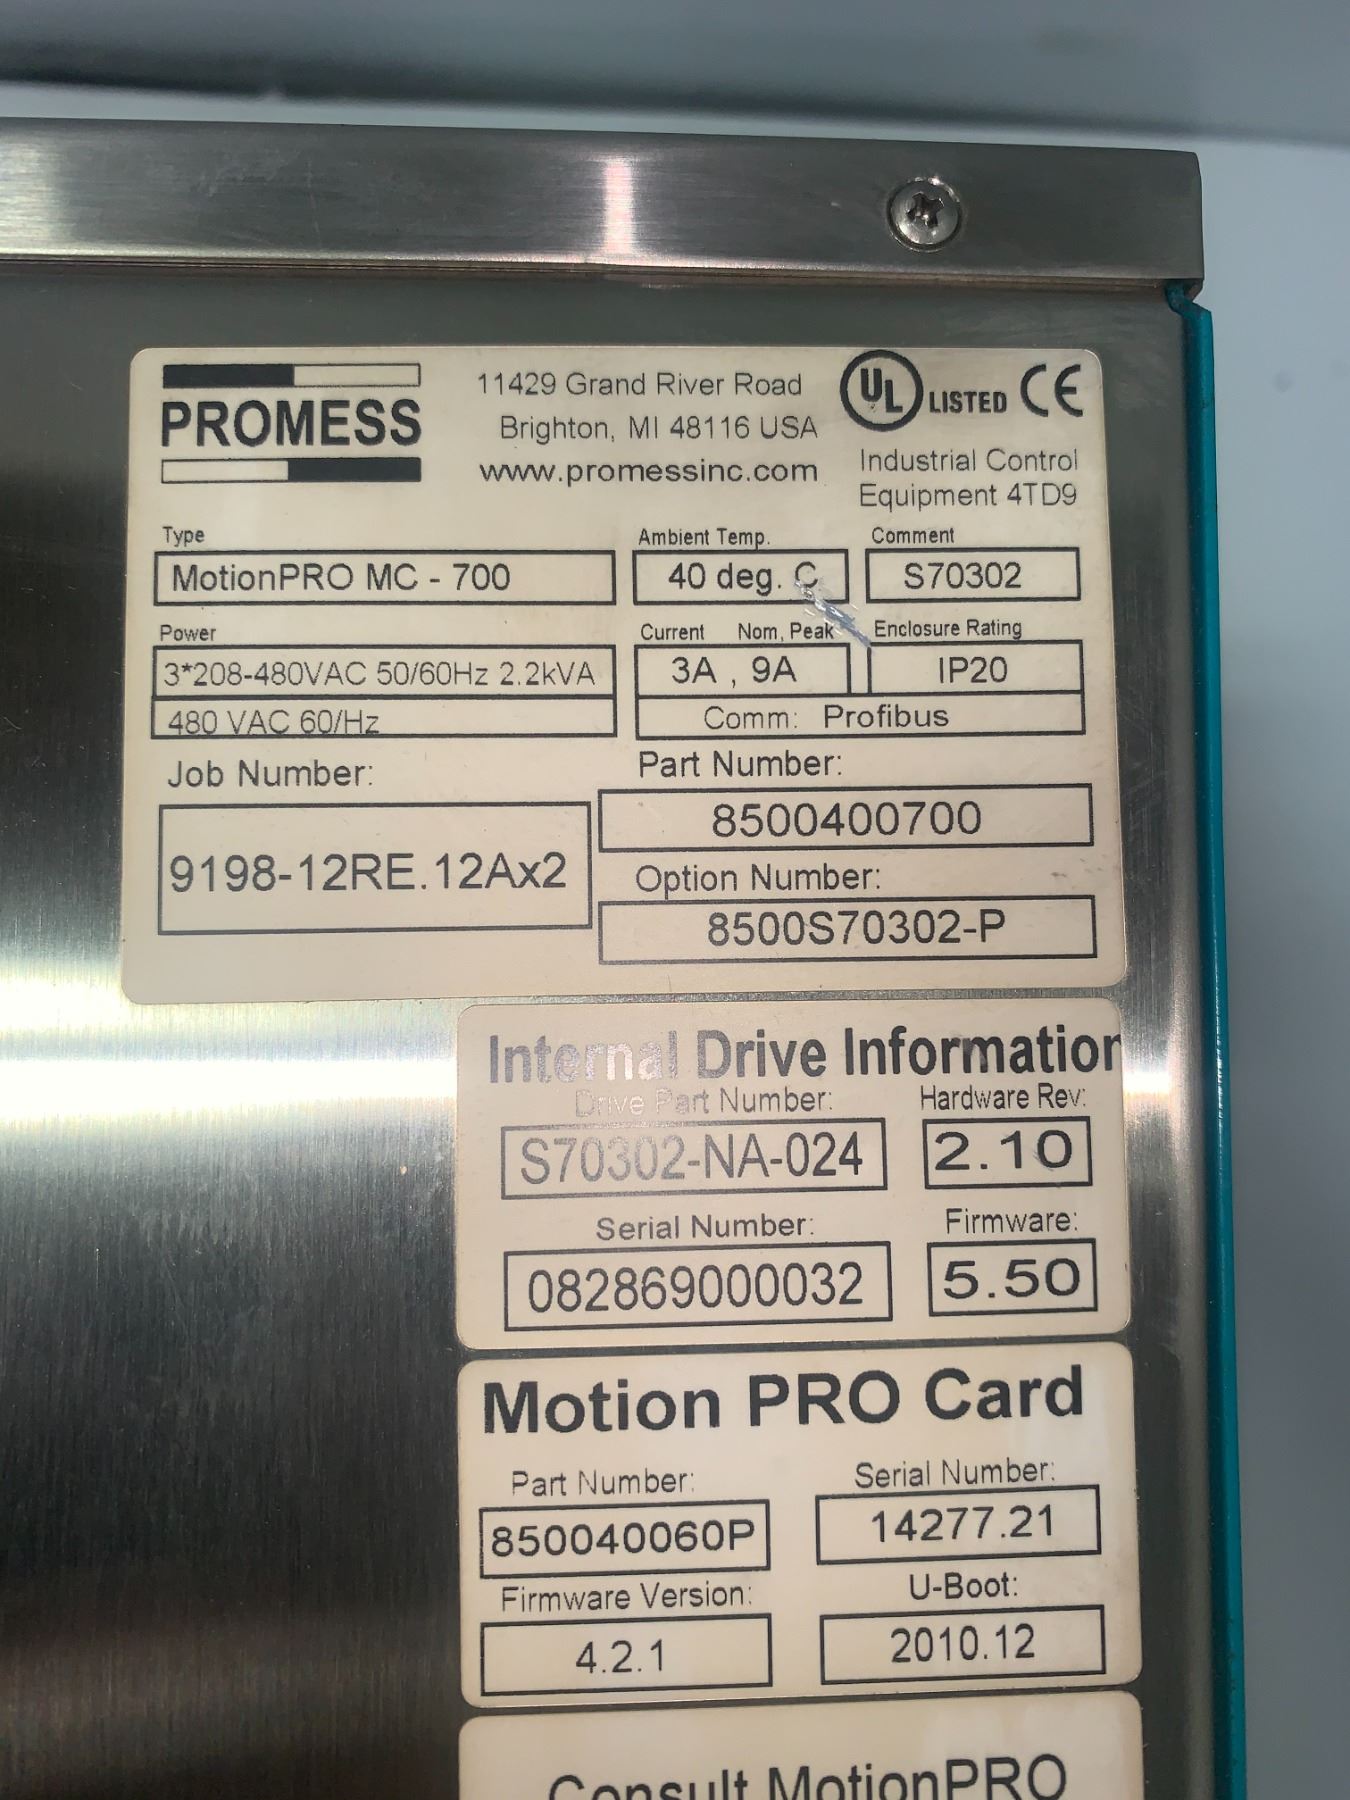 PROMESS
11429 Grand River Road
Brighton, MI 48116 USA
www.promessinc.com
UL LISTED CE
Industrial Control
Equipment 4TD9
Type
MotionPRO MC - 700
Ambient Temp.
40 deg. C
Comment
S70302
Power
3*208-480VAC 50/60Hz 2.2kVA
480 VAC 60/Hz
Current Nom, Peak
3A , 9A
Enclosure Rating
IP20
Comm: Profibus
Job Number:
9198-12RE.12Ax2
Part Number:
8500400700
Option Number:
8500S70302-P
Internal Drive Information
Drive Part Number:
S70302-NA-024
Hardware Rev:
2.10
Serial Number:
082869000032
Firmware:
5.50
Motion PRO Card
Part Number:
850040060P
Serial Number:
14277.21
Firmware Version:
4.2.1
U-Boot:
2010.12
Consult MotionPRO